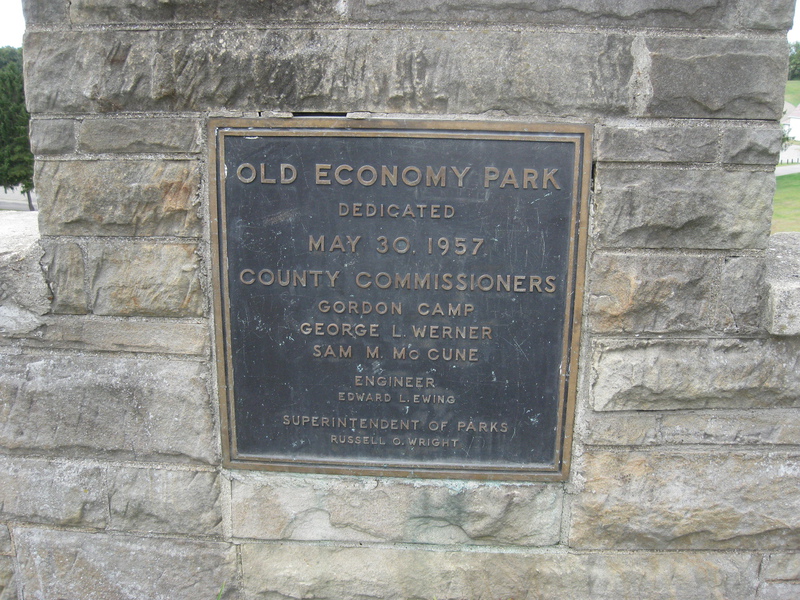 OLD ECONOMY PARK
DEDICATED
MAY 30, 1957
COUNTY COMMISSIONERS
GORDON CAMP
GEORGE L. WERNER
SAM M. McCUNE
ENGINEER
EDWARD L. EWING
SUPERINTENDENT OF PARKS
RUSSELL O. WRIGHT